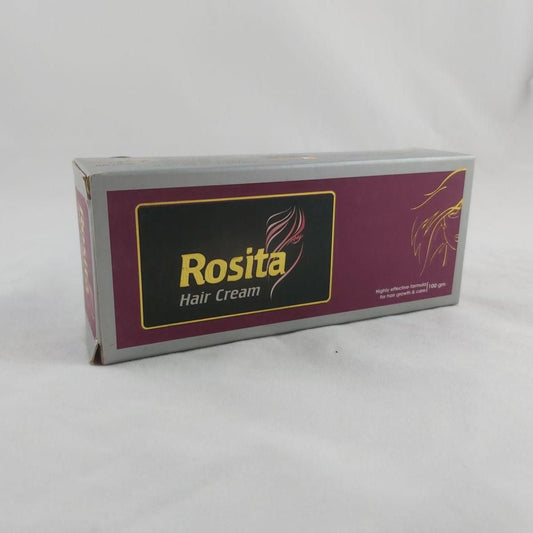 Rosita
Hair Cream
Highly effective formula
for hair growth & care
100 gm